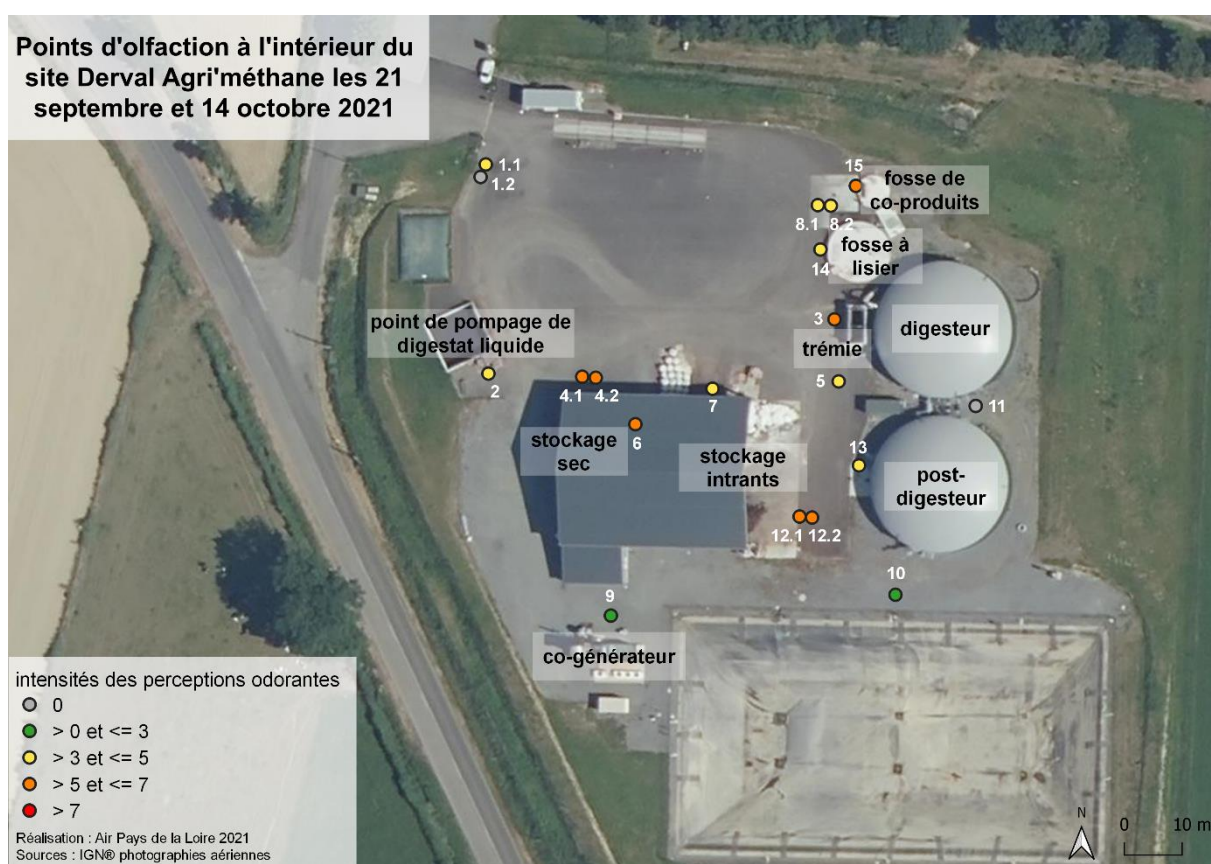 Points d'olfaction à l'intérieur du
site Derval Agri'méthane les 21
septembre et 14 octobre 2021
1.1
1.2
15
fosse de
co-produits
8.1 8.2
fosse à
lisier
14
point de pompage de
digestat liquide
3
trémie
digesteur
2
4.1 4.2
7
5
11
stockage
sec
6
stockage
intrants
13
post-
digesteur
12.1 12.2
10
9
co-générateur
intensités des perceptions odorantes
0
> 0 et <= 3
> 3 et <= 5
> 5 et <= 7
> 7
Réalisation : Air Pays de la Loire 2021
Sources : IGN® photographies aériennes
N
0 10 m